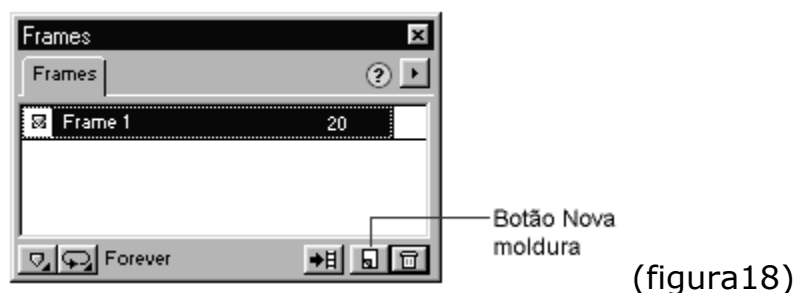 Frames
Frames
Frame 1 20
Forever
Botão Nova
moldura
(figura18)